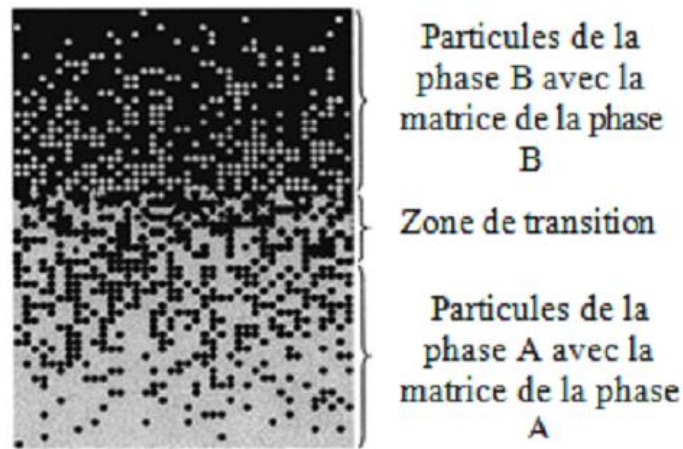 Particules de la
phase B avec la
matrice de la phase
B
Zone de transition
Particules de la
phase A avec la
matrice de la phase
A